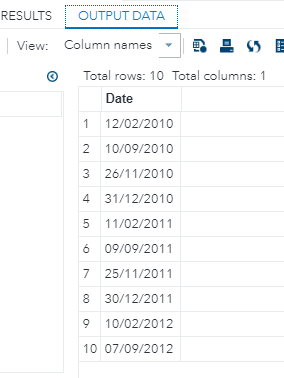 RESULTS OUTPUT DATA
View: Column names
Total rows: 10 Total columns: 1
Date
1 12/02/2010
2 10/09/2010
3 26/11/2010
4 31/12/2010
5 11/02/2011
6 09/09/2011
7 25/11/2011
8 30/12/2011
9 10/02/2012
10 07/09/2012